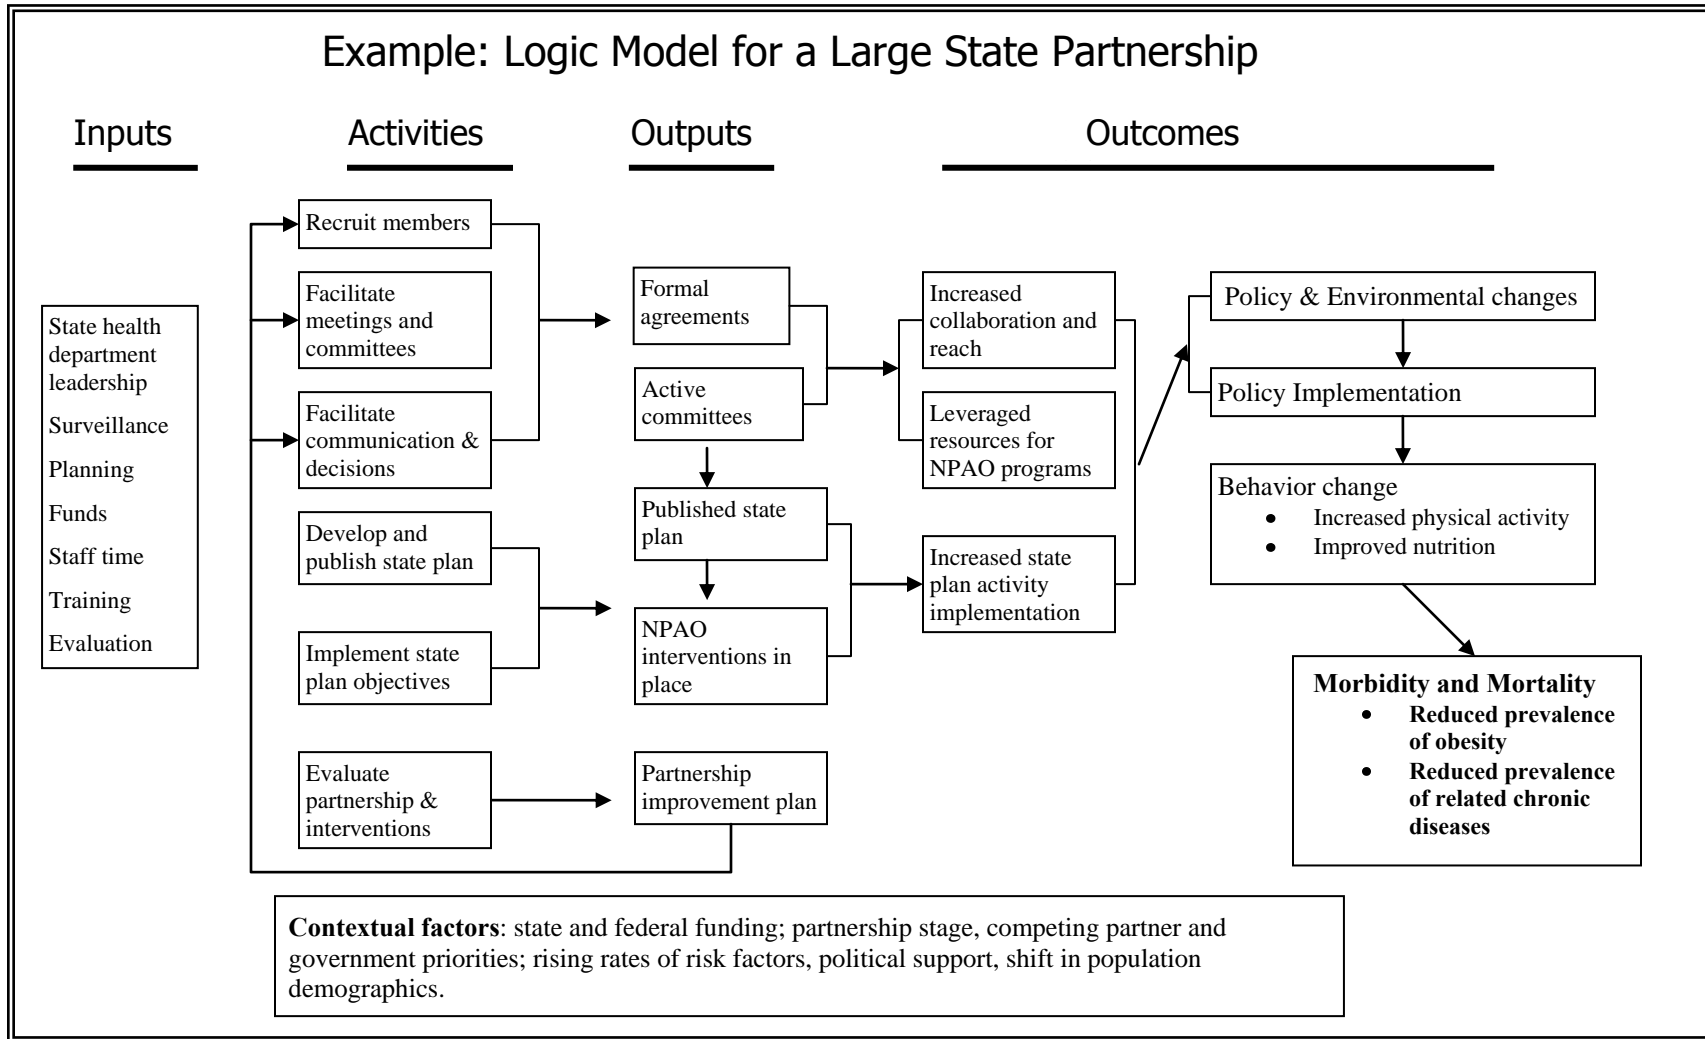 Example: Logic Model for a Large State Partnership
Inputs
Activities
Outputs
Outcomes
State health
department
leadership
Surveillance
Planning
Funds
Staff time
Training
Evaluation
Recruit members
Facilitate
meetings and
committees
Facilitate
communication &
decisions
Develop and
publish state plan
Implement state
plan objectives
Evaluate
partnership &
interventions
Formal
agreements
Active
committees
Published state
plan
NPAO
interventions in
place
Partnership
improvement plan
Increased
collaboration and
reach
Leveraged
resources for
NPAO programs
Increased state
plan activity
implementation
Policy & Environmental changes
Policy Implementation
Behavior change
• Increased physical activity
• Improved nutrition
Morbidity and Mortality
• Reduced prevalence
of obesity
• Reduced prevalence
of related chronic
diseases
Contextual factors: state and federal funding; partnership stage, competing partner and
government priorities; rising rates of risk factors, political support, shift in population
demographics.